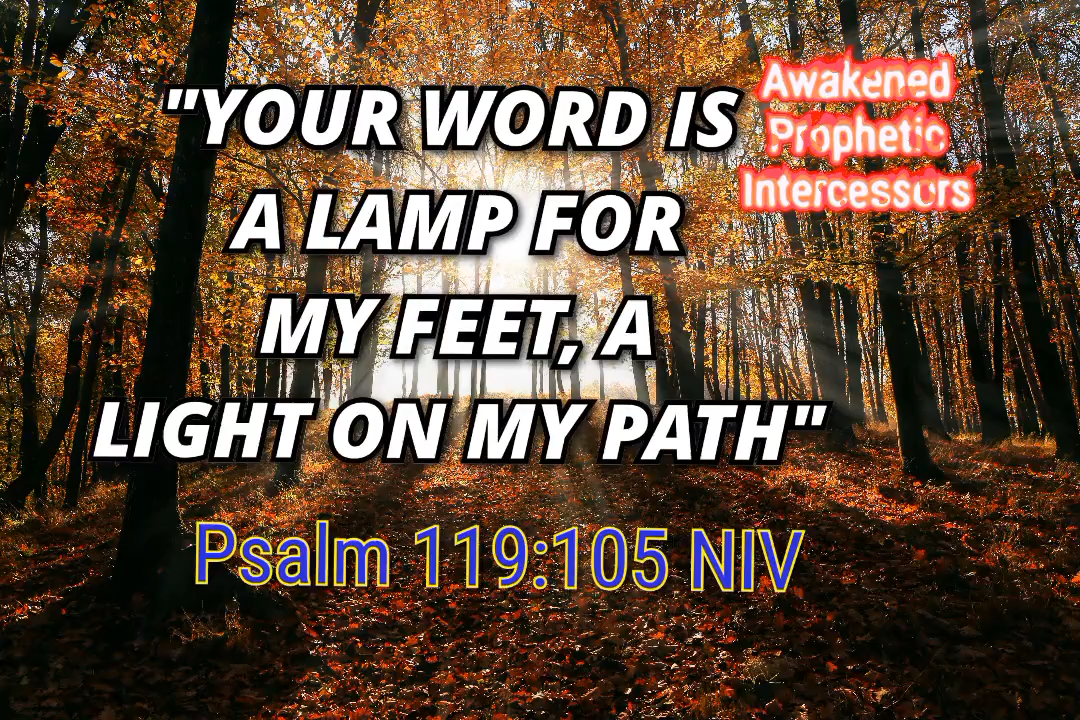 "YOUR WORD IS
A LAMP FOR
MY FEET, A
LIGHT ON MY PATH"
Psalm 119:105 NIV
Awakened
Prophetic
Intercessors